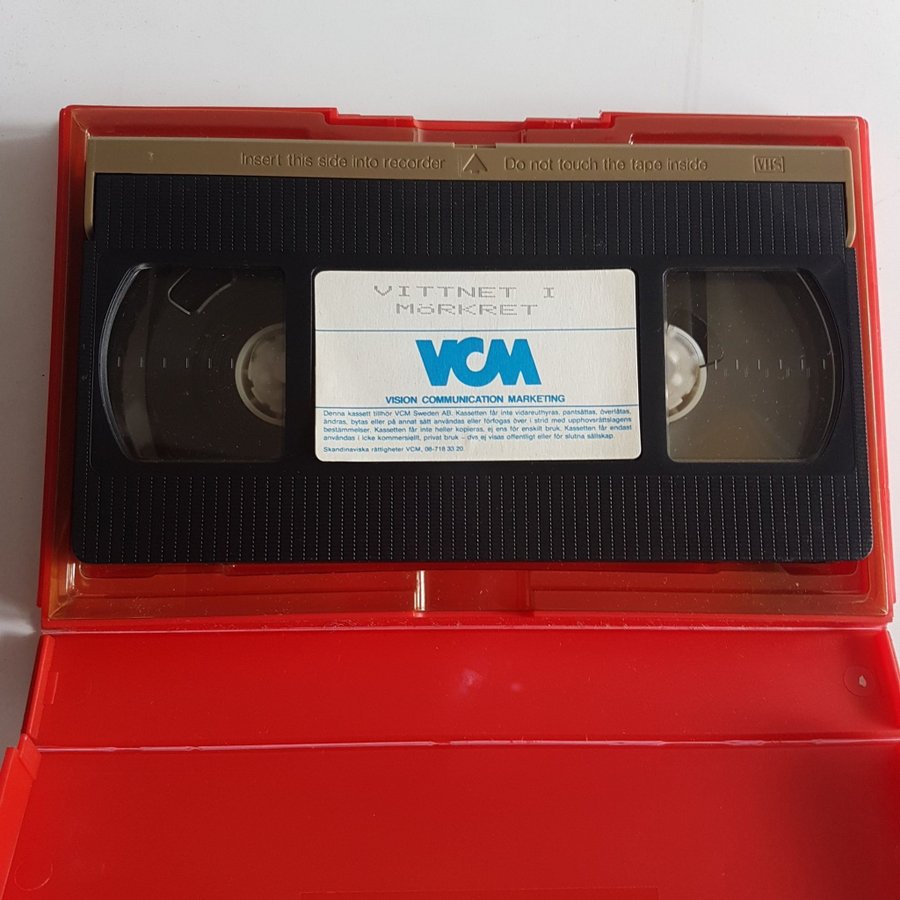 Insert this side into recorder Do not touch the tape inside VHS
VITTNET I
MÖRKRET
VCM
VISION COMMUNICATION MARKETING
Denna kassett tillhör VCM Sweden AB. Kassetten får inte vidareuthyras, pantsättas, överlåtas,
ändras, bytas eller på annat sätt användas eller förfogas över i strid med upphovsrättslagens
bestämmelser. Kassetten får inte heller kopieras, ej ens för enskilt bruk. Kassetten får endast
användas i icke kommersiellt, privat bruk – dvs ej visas offentligt eller för slutna sällskap.
Skandinaviska rättigheter VCM, 08-718 33 20.